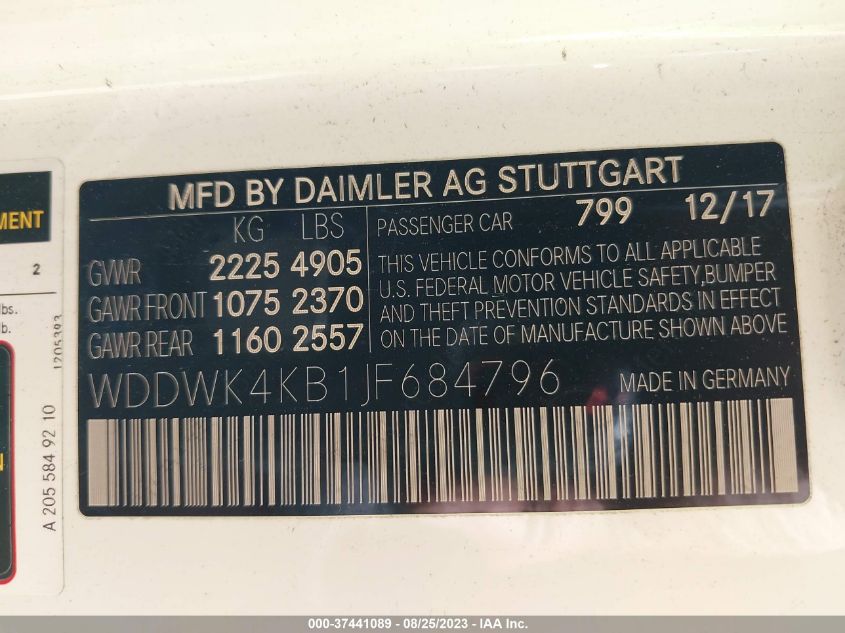 MFD BY DAIMLER AG STUTTGART
KG LBS
GVWR 2225 4905
GAWR FRONT 1075 2370
GAWR REAR 1160 2557
PASSENGER CAR 799 12/17
THIS VEHICLE CONFORMS TO ALL APPLICABLE
U.S. FEDERAL MOTOR VEHICLE SAFETY,BUMPER
AND THEFT PREVENTION STANDARDS IN EFFECT
ON THE DATE OF MANUFACTURE SHOWN ABOVE
WDDWK4KB1JF684796 MADE IN GERMANY
MENT
2
lbs.
lb.
1205393
N
A 205 584 92 10
000-37441089 - 08/25/2023 - IAA Inc.